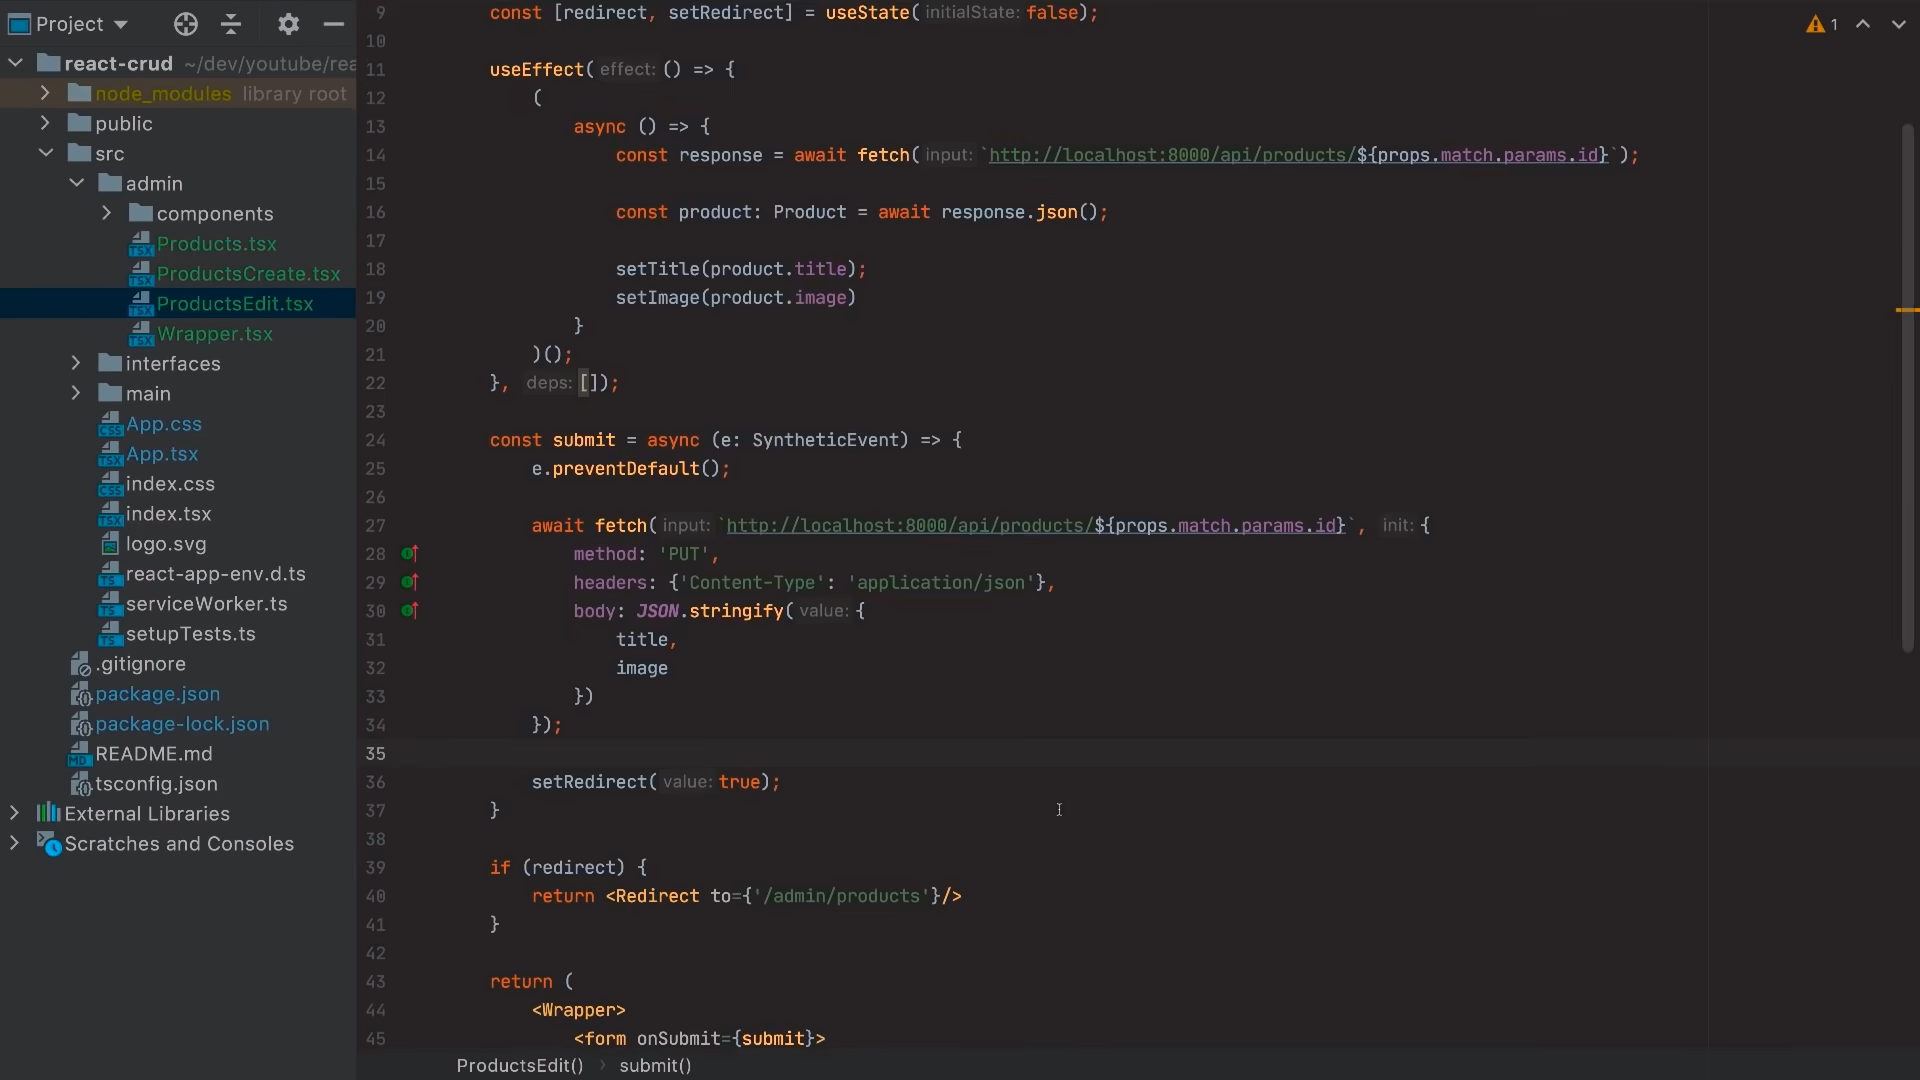 Project
react-crud ~/dev/youtube/rea
node_modules library root
public
src
admin
components
Products.tsx
ProductsCreate.tsx
ProductsEdit.tsx
Wrapper.tsx
interfaces
main
App.css
App.tsx
index.css
index.tsx
logo.svg
react-app-env.d.ts
serviceWorker.ts
setupTests.ts
.gitignore
package.json
package-lock.json
README.md
tsconfig.json
External Libraries
Scratches and Consoles
1
9 const [redirect, setRedirect] = useState( initialState: false);
10
11 useEffect( effect: () => {
12 (
13 async () => {
14 const response = await fetch( input: `http://localhost:8000/api/products/${props.match.params.id}`);
15
16 const product: Product = await response.json();
17
18 setTitle(product.title);
19 setImage(product.image)
20 }
21 )();
22 }, deps: []);
23
24 const submit = async (e: SyntheticEvent) => {
25 e.preventDefault();
26
27 await fetch( input: `http://localhost:8000/api/products/${props.match.params.id}`, init: {
28 method: 'PUT',
29 headers: {'Content-Type': 'application/json'},
30 body: JSON.stringify( value: {
31 title,
32 image
33 })
34 });
35
36 setRedirect( value: true);
37 }
38
39 if (redirect) {
40 return <Redirect to={'/admin/products'}/>
41 }
42
43 return (
44 <Wrapper>
45 <form onSubmit={submit}>
ProductsEdit() › submit()